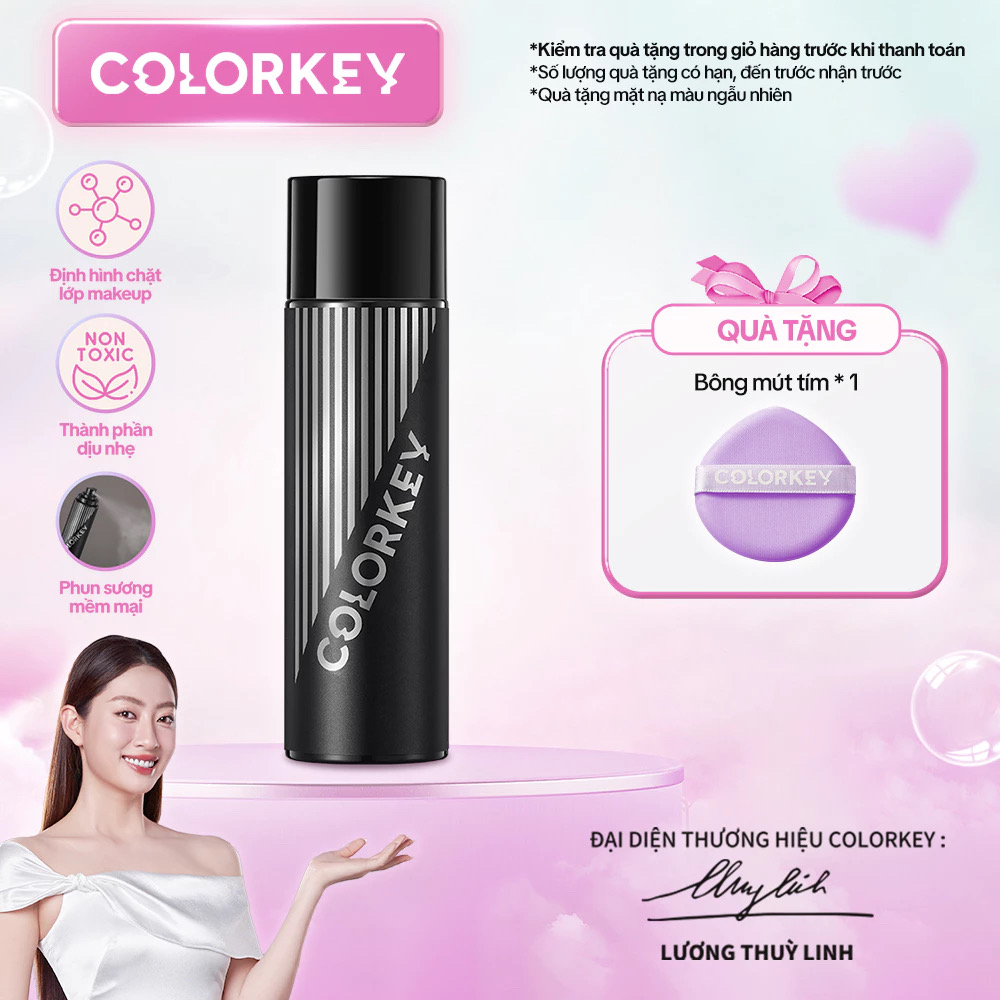 COLORKEY
*Kiểm tra quà tặng trong giỏ hàng trước khi thanh toán
*Số lượng quà tặng có hạn, đến trước nhận trước
*Quà tặng mặt nạ màu ngẫu nhiên
Định hình chặt
lớp makeup
NON
TOXIC
Thành phần
dịu nhẹ
COLORKEY
Phun sương
mềm mại
COLORKEY
QUÀ TẶNG
Bông mút tím * 1
COLORKEY
ĐẠI DIỆN THƯƠNG HIỆU COLORKEY :
Thuylinh
LƯƠNG THUỲ LINH